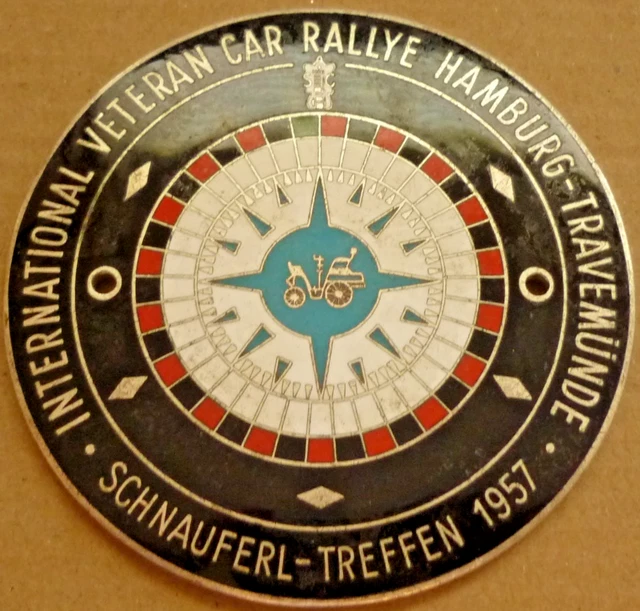 INTERNATIONAL VETERAN CAR RALLYE HAMBURG-TRAVEMÜNDE
• SCHNAUFERL-TREFFEN 1957 •